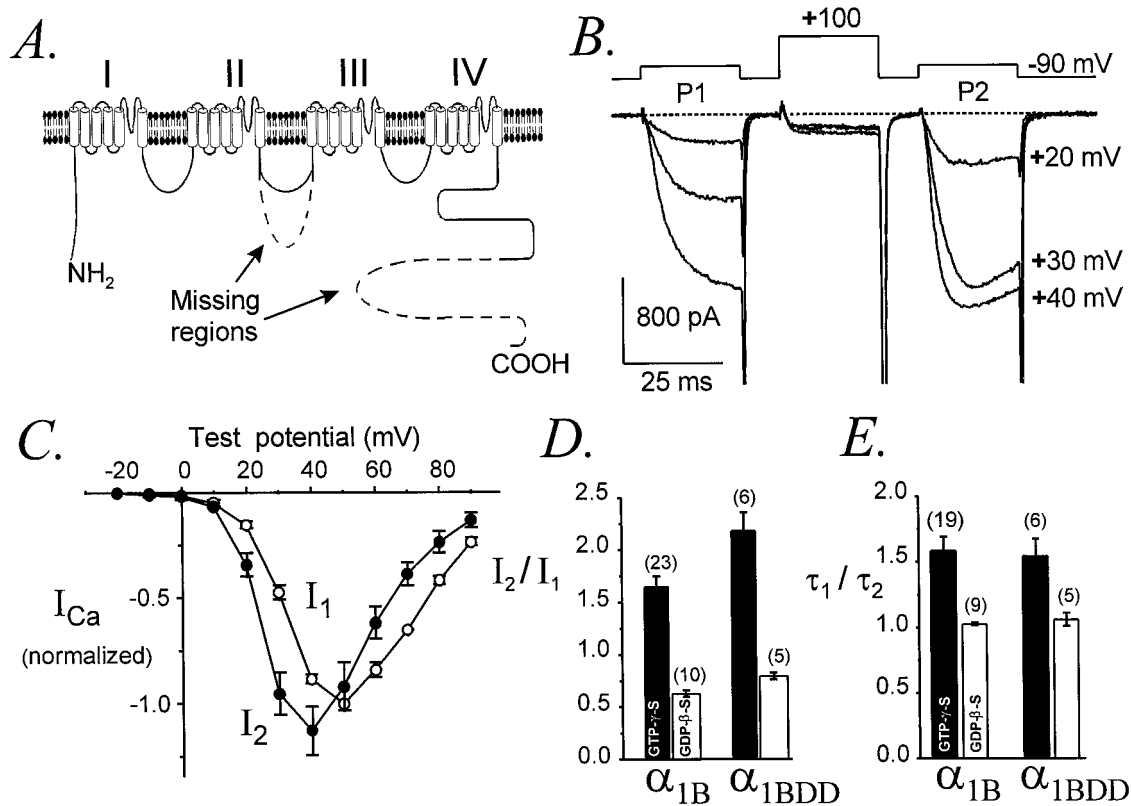 A.
I II III IV
NH2
Missing
regions
COOH
B.
+100
-90 mV
P1 P2
+20 mV
+30 mV
+40 mV
800 pA
25 ms
C.
Test potential (mV)
-20 0 20 40 60 80
-0.5
-1.0
ICa
(normalized)
I1
I2
D.
I2 / I1
2.5
2.0
1.5
1.0
0.5
0.0
(23)
(10)
(6)
(5)
GTP-γ-S
GDP-β-S
α1B α1BDD
E.
τ1 / τ2
2.0
1.5
1.0
0.5
0.0
(19)
(9)
(6)
(5)
GTP-γ-S
GDP-β-S
α1B α1BDD